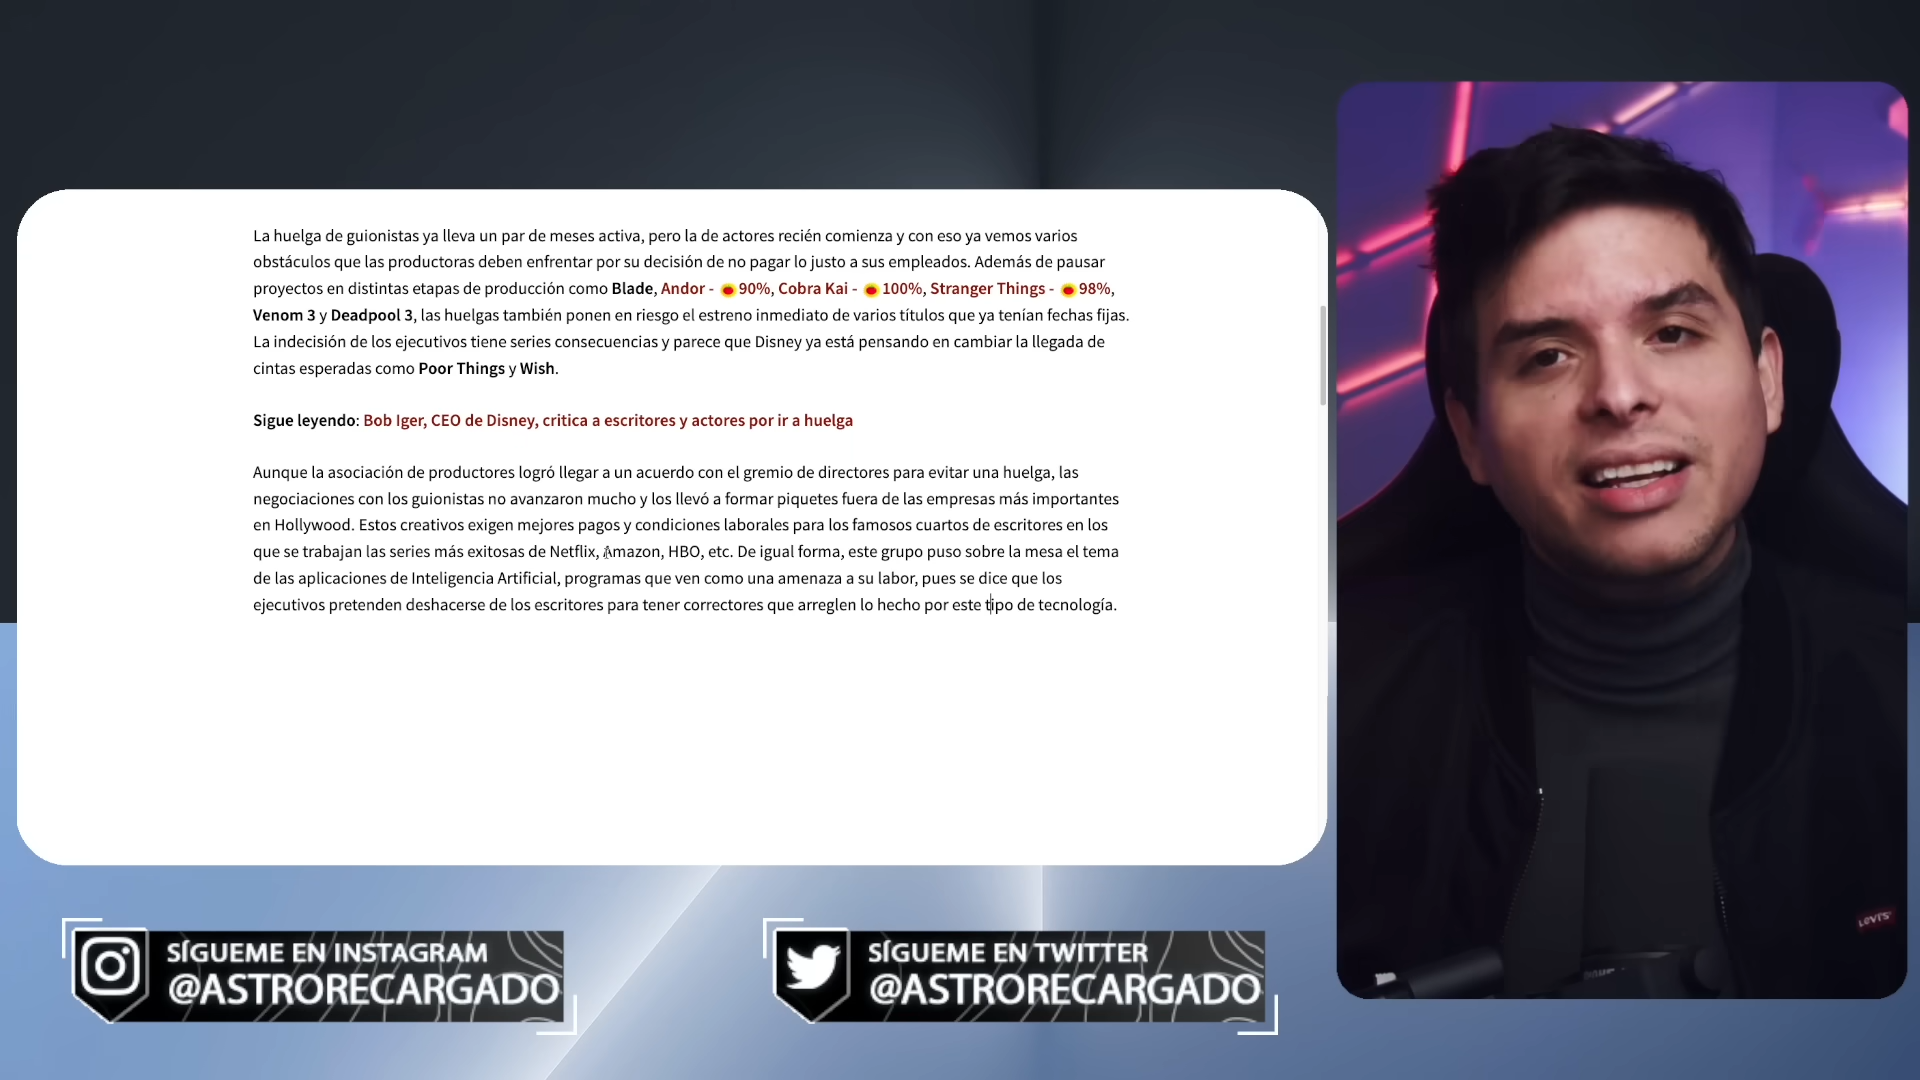 La huelga de guionistas ya lleva un par de meses activa, pero la de actores recién comienza y con eso ya vemos varios
obstáculos que las productoras deben enfrentar por su decisión de no pagar lo justo a sus empleados. Además de pausar
proyectos en distintas etapas de producción como Blade, Andor - 90%, Cobra Kai - 100%, Stranger Things - 98%,
Venom 3 y Deadpool 3, las huelgas también ponen en riesgo el estreno inmediato de varios títulos que ya tenían fechas fijas.
La indecisión de los ejecutivos tiene series consecuencias y parece que Disney ya está pensando en cambiar la llegada de
cintas esperadas como Poor Things y Wish.
Sigue leyendo: Bob Iger, CEO de Disney, critica a escritores y actores por ir a huelga
Aunque la asociación de productores logró llegar a un acuerdo con el gremio de directores para evitar una huelga, las
negociaciones con los guionistas no avanzaron mucho y los llevó a formar piquetes fuera de las empresas más importantes
en Hollywood. Estos creativos exigen mejores pagos y condiciones laborales para los famosos cuartos de escritores en los
que se trabajan las series más exitosas de Netflix, Amazon, HBO, etc. De igual forma, este grupo puso sobre la mesa el tema
de las aplicaciones de Inteligencia Artificial, programas que ven como una amenaza a su labor, pues se dice que los
ejecutivos pretenden deshacerse de los escritores para tener correctores que arreglen lo hecho por este tipo de tecnología.
LEVI'S
SÍGUEME EN INSTAGRAM
@ASTRORECARGADO
SÍGUEME EN TWITTER
@ASTRORECARGADO